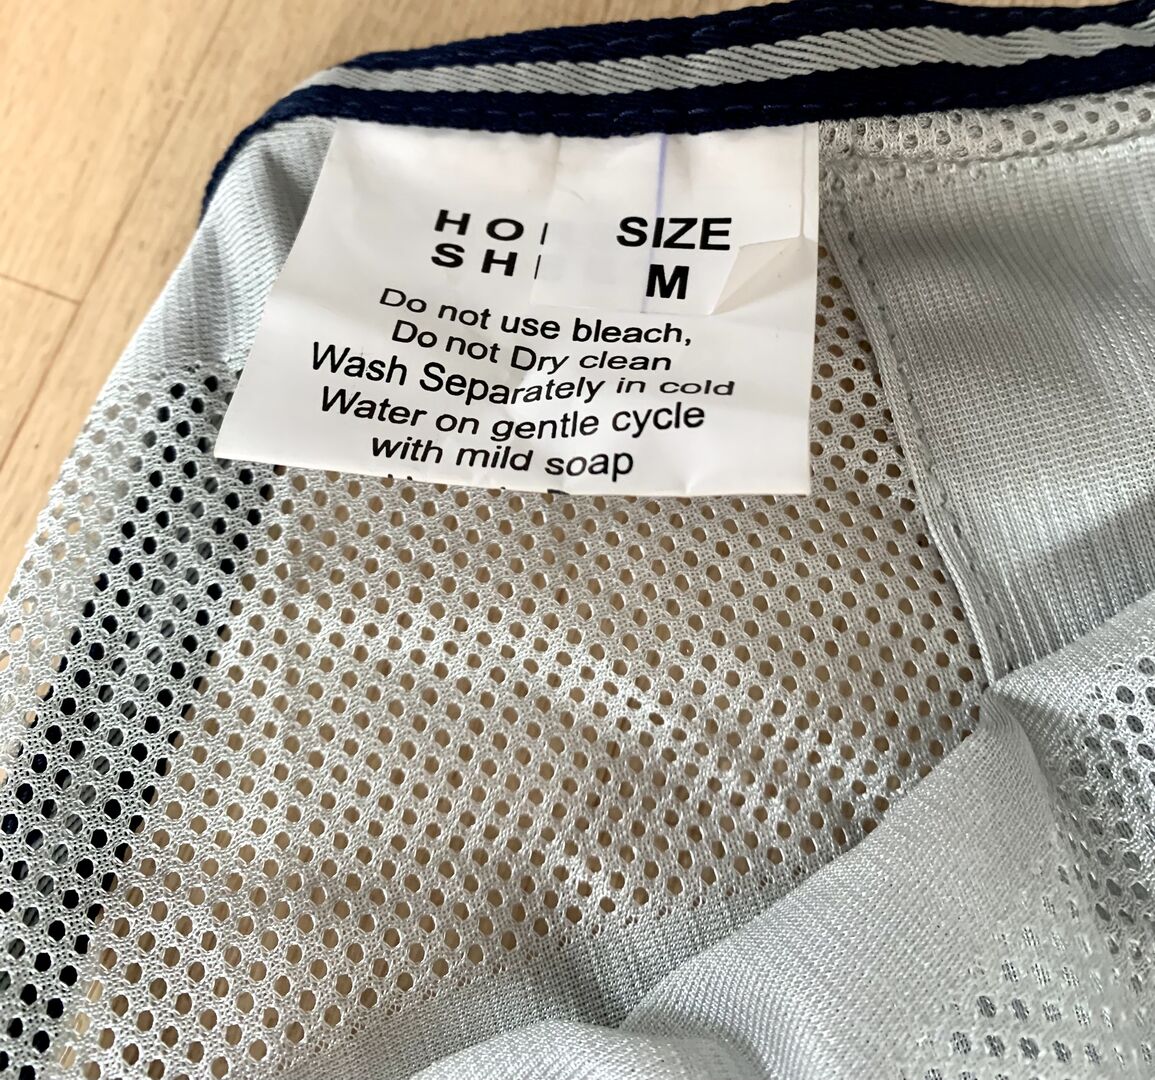 HO
SH
SIZE
M
Do not use bleach,
Do not Dry clean
Wash Separately in cold
Water on gentle cycle
with mild soap